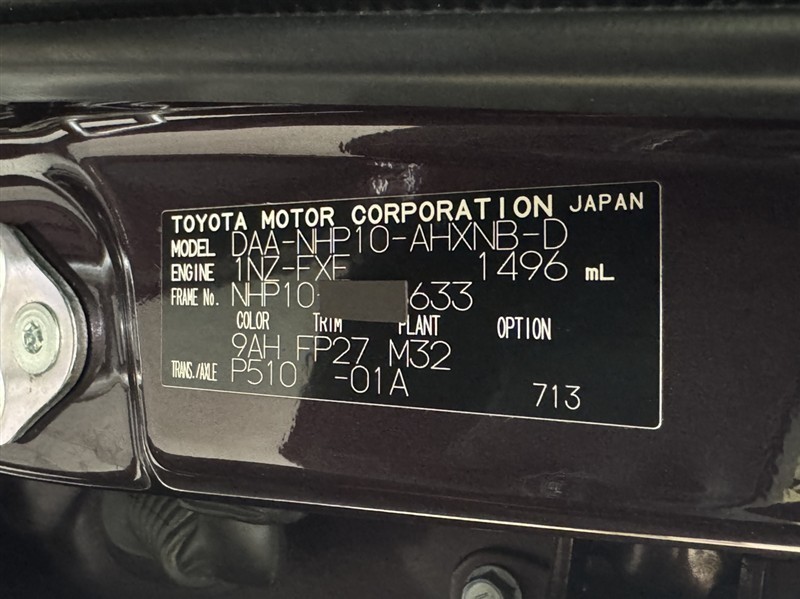 TOYOTA MOTOR CORPORATION JAPAN
MODEL DAA-NHP10-AHXNB-D
ENGINE 1NZ-FXE 1496 mL
FRAME No. NHP10- 633
COLOR TRIM PLANT OPTION
9AH FP27 M32
TRANS./AXLE P510 -01A
713